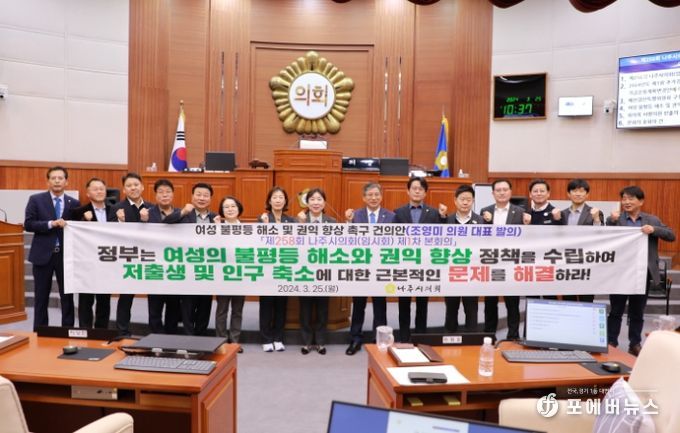 의회
2024 3 25
10:37
여성 불평등 해소 및 권익 향상 촉구 건의안(조영미 의원 대표 발의)
「제258회 나주시의회(임시회) 제1차 본회의」
정부는 여성의 불평등 해소와 권익 향상 정책을 수립하여
저출생 및 인구 축소에 대한 근본적인 문제를 해결하라!
2024. 3. 25.(월)
나주시의회
포에버뉴스